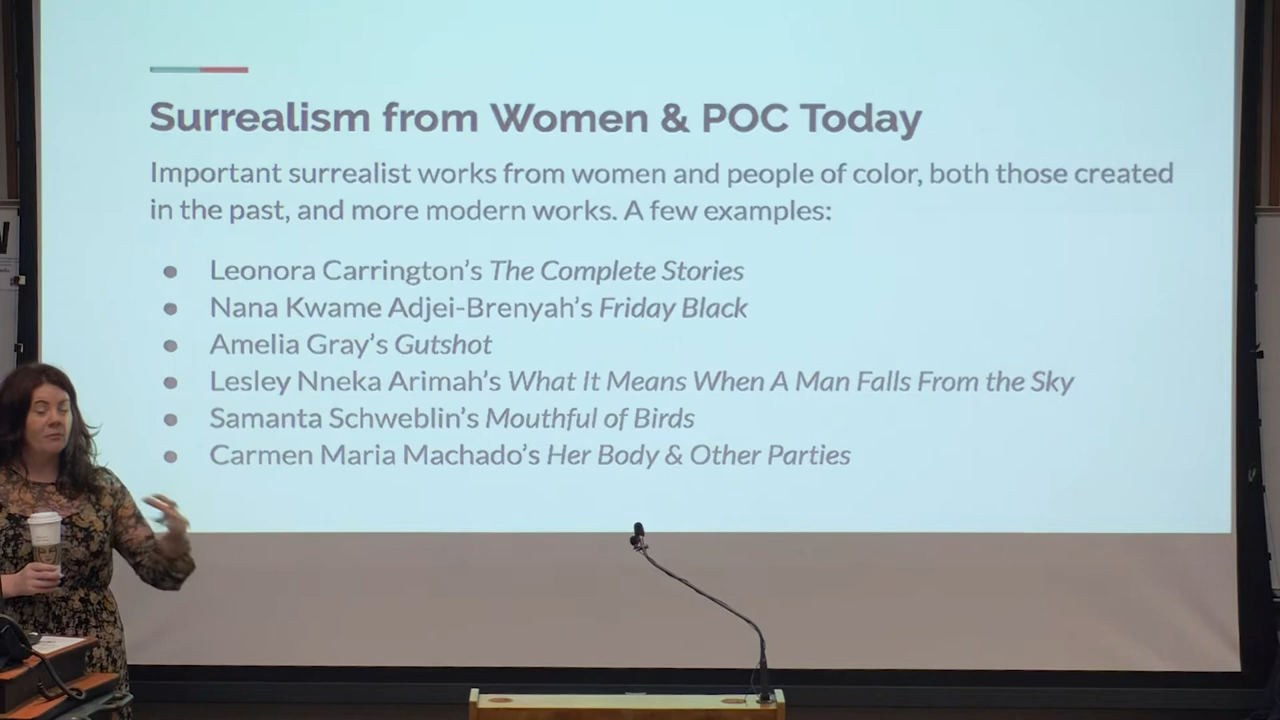 Surrealism from Women & POC Today
Important surrealist works from women and people of color, both those created
in the past, and more modern works. A few examples:
• Leonora Carrington's The Complete Stories
• Nana Kwame Adjei-Brenyah's Friday Black
• Amelia Gray's Gutshot
• Lesley Nneka Arimah's What It Means When A Man Falls From the Sky
• Samanta Schweblin's Mouthful of Birds
• Carmen Maria Machado's Her Body & Other Parties